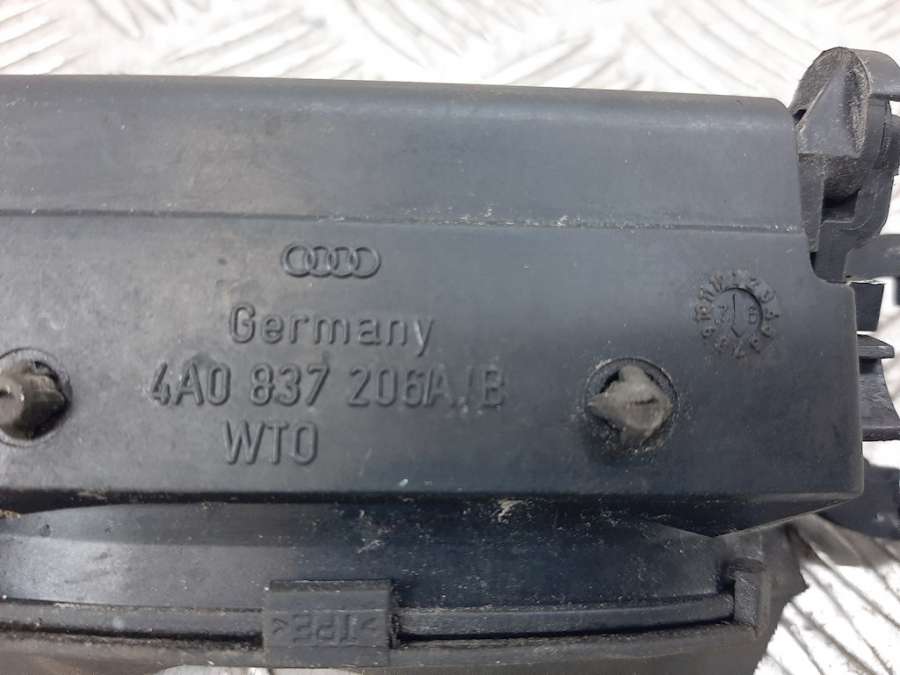 Germany
4A0 837 206A/B
WTO
>TPE<